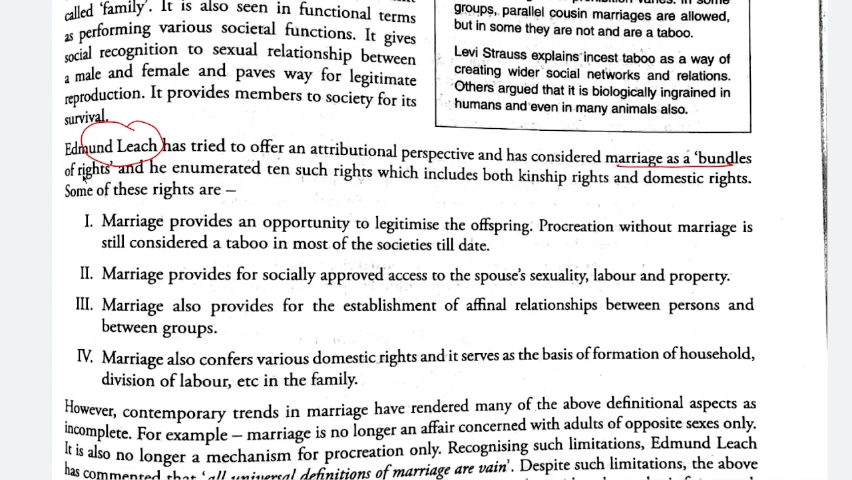 called 'family'. It is also seen in functional terms
as performing various societal functions. It gives
social recognition to sexual relationship between
a male and female and paves way for legitimate
reproduction. It provides members to society for its
survival.
groups, parallel cousin marriages are allowed,
but in some they are not and are a taboo.
Levi Strauss explains incest taboo as a way of
creating wider social networks and relations.
Others argued that it is biologically ingrained in
humans and even in many animals also.
Edmund Leach has tried to offer an attributional perspective and has considered marriage as a 'bundles
of rights' and he enumerated ten such rights which includes both kinship rights and domestic rights.
Some of these rights are –
I. Marriage provides an opportunity to legitimise the offspring. Procreation without marriage is
still considered a taboo in most of the societies till date.
II. Marriage provides for socially approved access to the spouse's sexuality, labour and property.
III. Marriage also provides for the establishment of affinal relationships between persons and
between groups.
IV. Marriage also confers various domestic rights and it serves as the basis of formation of household,
division of labour, etc in the family.
However, contemporary trends in marriage have rendered many of the above definitional aspects as
incomplete. For example – marriage is no longer an affair concerned with adults of opposite sexes only.
It is also no longer a mechanism for procreation only. Recognising such limitations, Edmund Leach
has commented that 'all universal definitions of marriage are vain'. Despite such limitations, the above